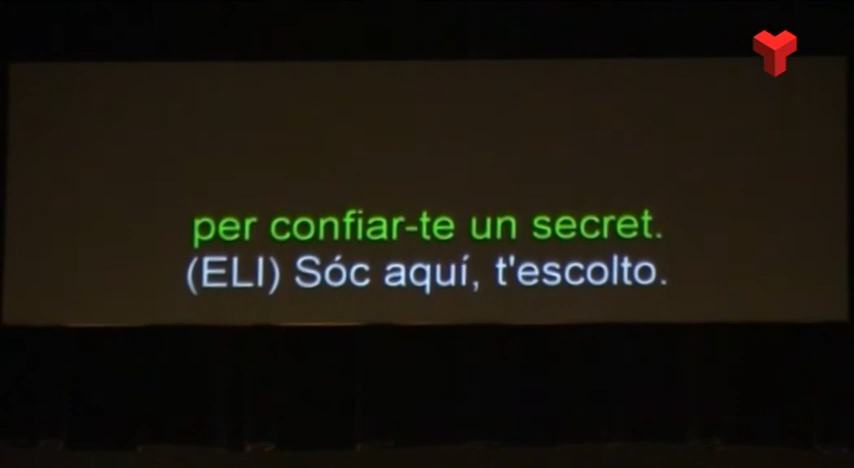 per confiar-te un secret.
(ELI) Sóc aquí, t'escolto.